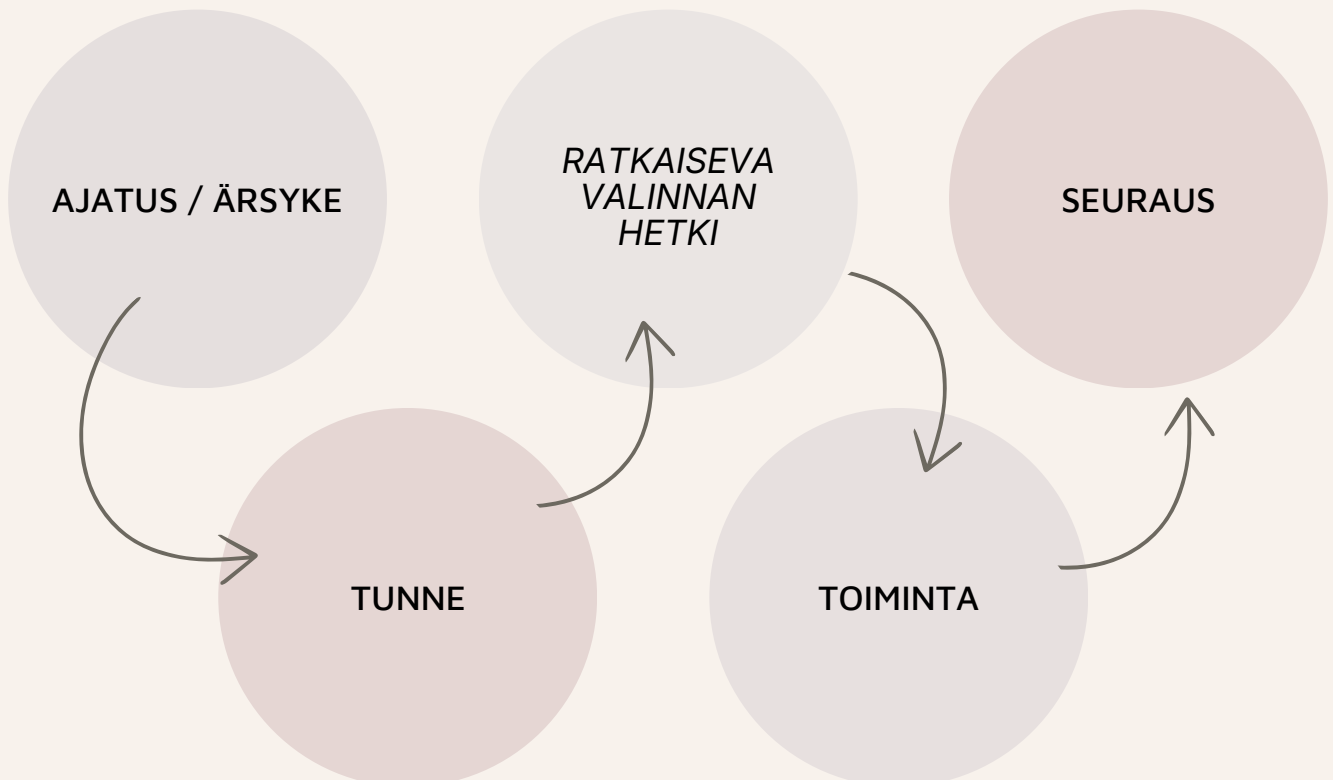 AJATUS / ÄRSYKE
TUNNE
RATKAISEVA
VALINNAN
HETKI
TOIMINTA
SEURAUS